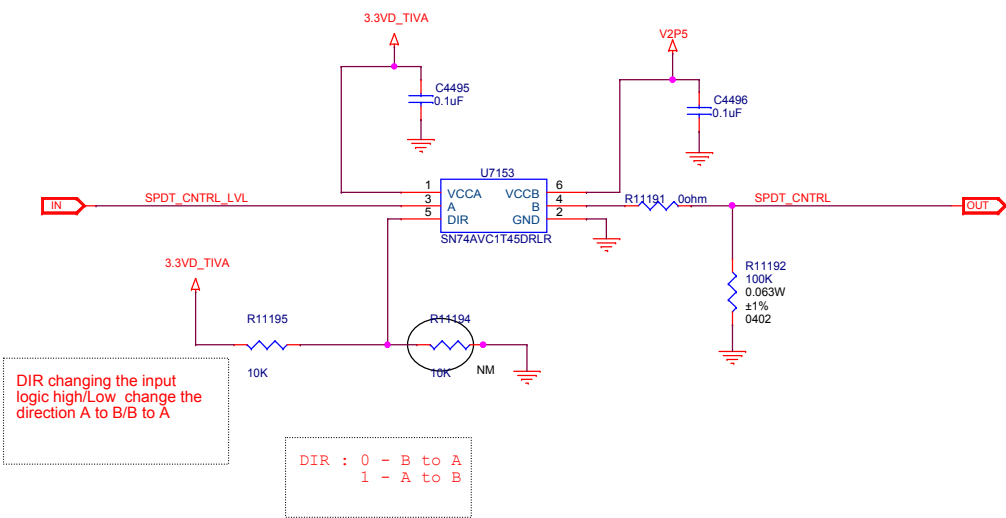 3.3VD_TIVA
V2P5
C4495
0.1uF
C4496
0.1uF
U7153
1 VCCA VCCB 6
3 A B 4
5 DIR GND 2
SN74AVC1T45DRLR
IN
SPDT_CNTRL_LVL
R11191 0ohm
SPDT_CNTRL
OUT
3.3VD_TIVA
R11192
100K
0.063W
±1%
0402
R11195
10K
R11194
10K
NM
DIR changing the input
logic high/Low change the
direction A to B/B to A
DIR : 0 - B to A
1 - A to B